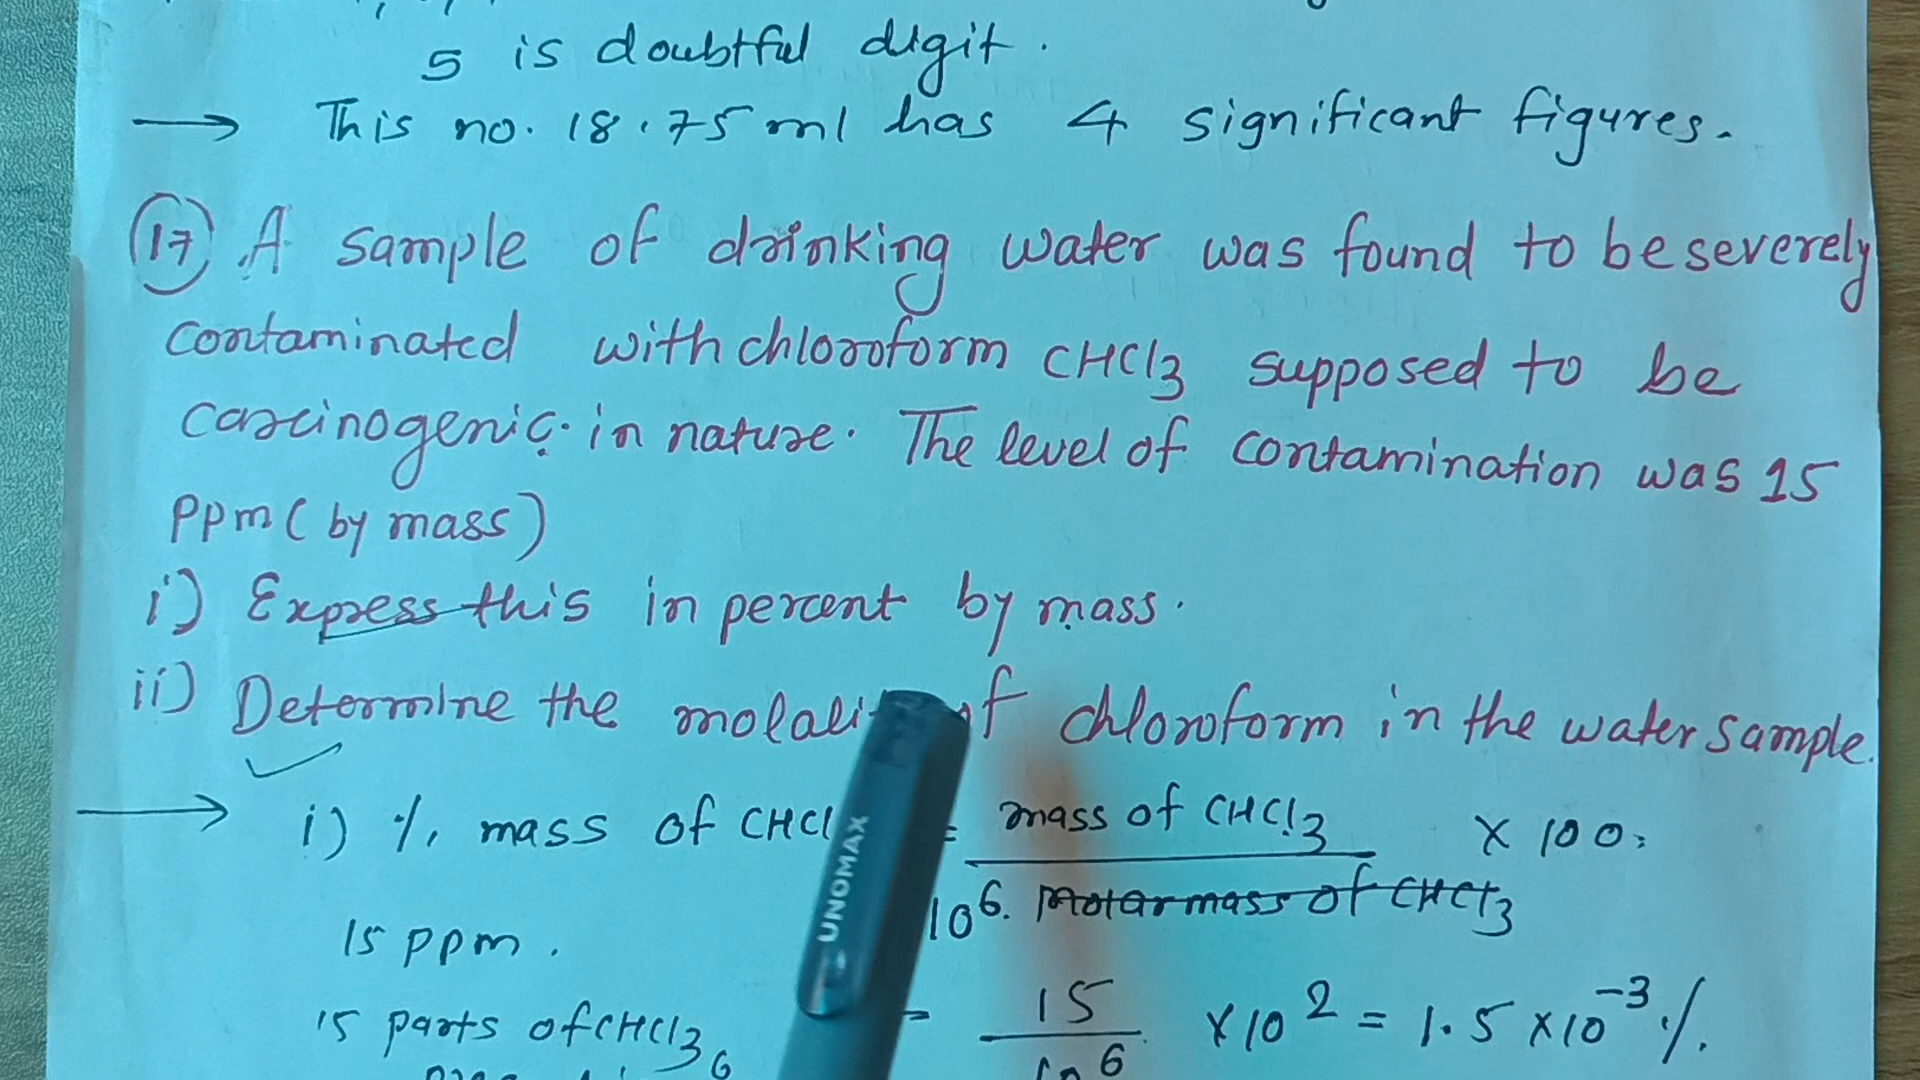 5 is doubtful digit.
→ This no. 18.75 ml has 4 significant figures.
17 A sample of drinking water was found to be severely
contaminated with chloroform CHCl3 supposed to be
carcinogenic. in nature. The level of contamination was 15
ppm (by mass)
i) Express this in percent by mass.
ii) Determine the of chloroform in the water sample.
→ i) % mass of CHCl = mass of CHCl3 / 10^6. Molar mass of CHCl3 × 100.
15 ppm.
15 parts of CHCl3 = 15 / 10^6 × 10^2 = 1.5 × 10^-3 %.
UNOMAX